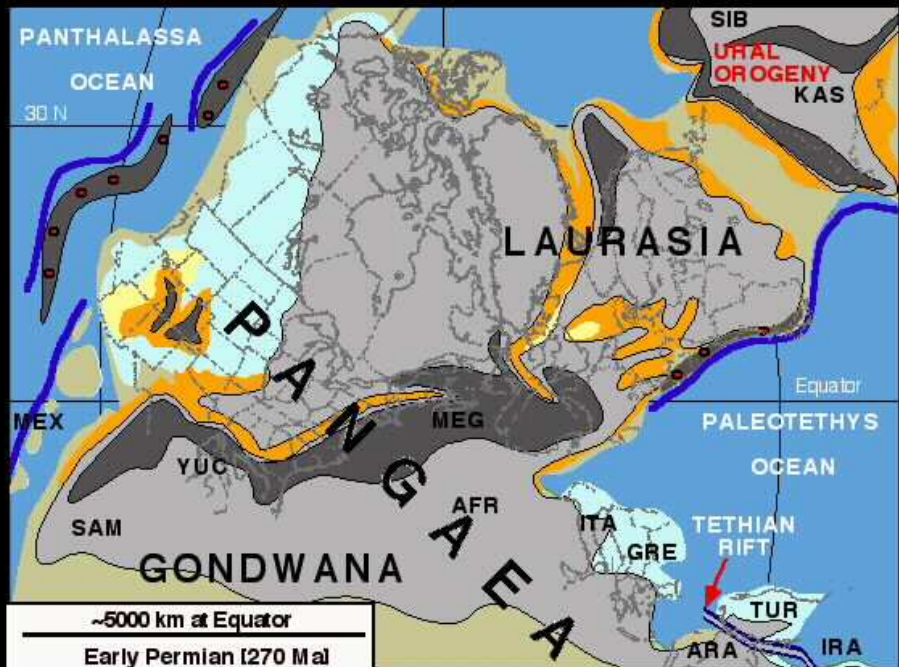 SIB
PANTHALASSA
OCEAN
URAL
OROGENY
KAS
30 N
LAURASIA
PANGAEA
Equator
MEX
MEG
PALEOTETHYS
OCEAN
YUC
AFR
SAM
ITA
GRE
TETHIAN
RIFT
GONDWANA
TUR
ARA
IRA
~5000 km at Equator
Early Permian [270 Ma]